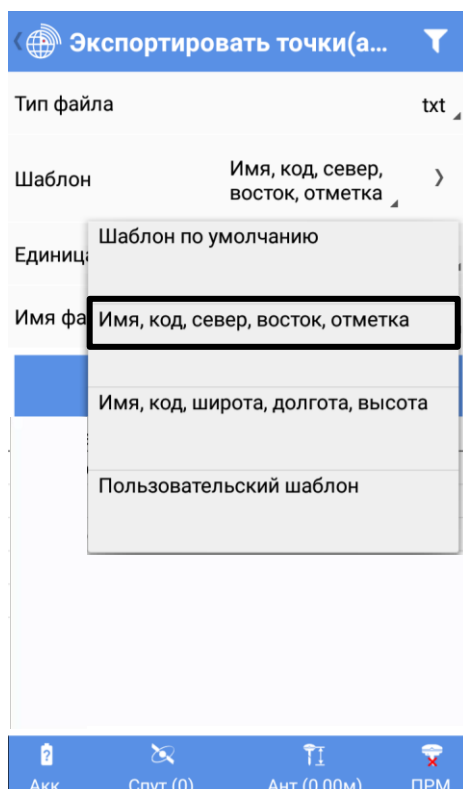 Экспортировать точки(а...
Тип файла txt
Шаблон Имя, код, север,
восток, отметка
Единиц
Имя фа
Шаблон по умолчанию
Имя, код, север, восток, отметка
Имя, код, широта, долгота, высота
Пользовательский шаблон
Акк Спут (0) Ант (0.00м) ПРМ